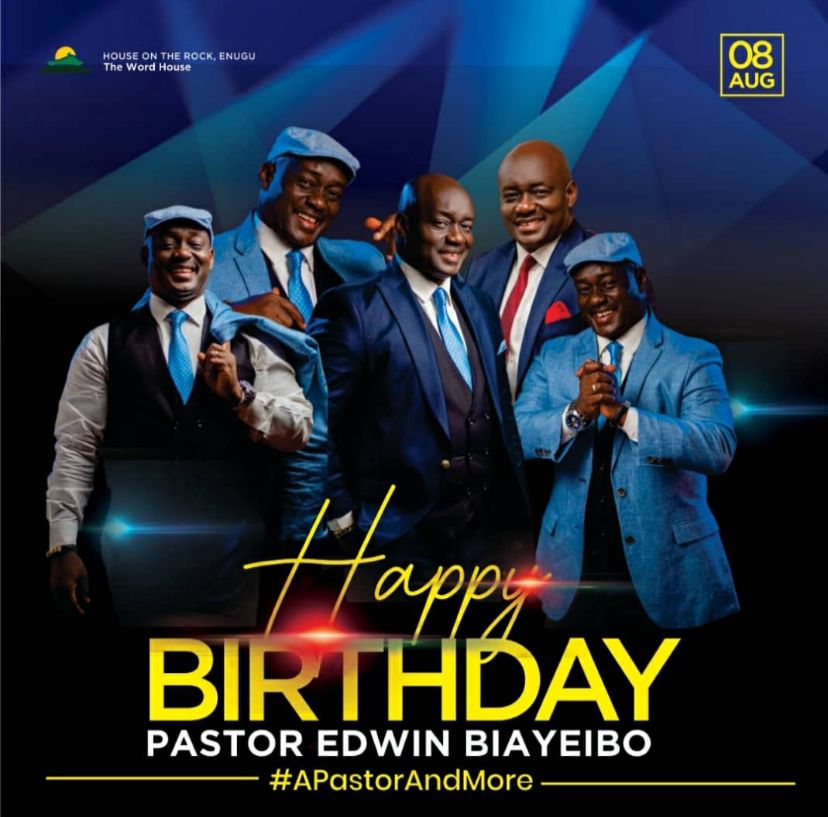 HOUSE ON THE ROCK, ENUGU
The Word House
08
AUG
Happy
BIRTHDAY
PASTOR EDWIN BIAYEIBO
#APastorAndMore